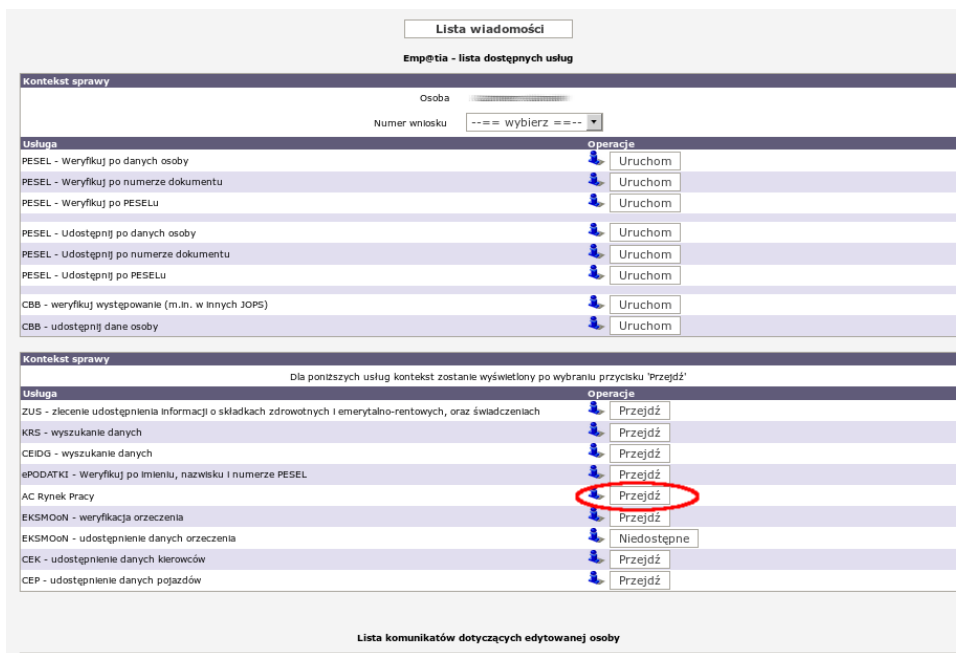 Lista wiadomości
Emp@tia - lista dostępnych usług
Kontekst sprawy
Osoba
Numer wniosku --== wybierz ==--
Usługa Operacje
PESEL - Weryfikuj po danych osoby Uruchom
PESEL - Weryfikuj po numerze dokumentu Uruchom
PESEL - Weryfikuj po PESELu Uruchom
PESEL - Udostępnij po danych osoby Uruchom
PESEL - Udostępnij po numerze dokumentu Uruchom
PESEL - Udostępnij po PESELu Uruchom
CBB - weryfikuj występowanie (m.in. w innych JOPS) Uruchom
CBB - udostępnij dane osoby Uruchom
Kontekst sprawy
Dla poniższych usług kontekst zostanie wyświetlony po wybraniu przycisku 'Przejdź'
Usługa Operacje
ZUS - zlecenie udostępnienia informacji o składkach zdrowotnych i emerytalno-rentowych, oraz świadczeniach Przejdź
KRS - wyszukanie danych Przejdź
CEIDG - wyszukanie danych Przejdź
ePODATKI - Weryfikuj po imieniu, nazwisku i numerze PESEL Przejdź
AC Rynek Pracy Przejdź
EKSMOoN - weryfikacja orzeczenia Przejdź
EKSMOoN - udostępnienie danych orzeczenia Niedostępne
CEK - udostępnienie danych kierowców Przejdź
CEP - udostępnienie danych pojazdów Przejdź
Lista komunikatów dotyczących edytowanej osoby